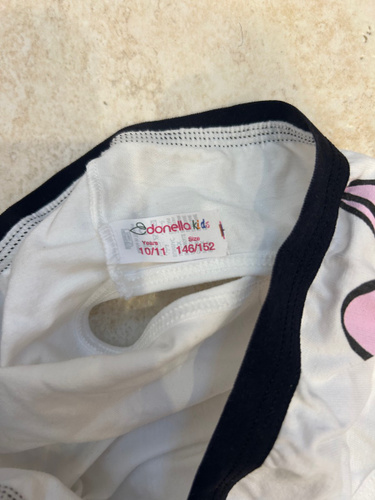 donella kids
Years Size
10/11 146/152